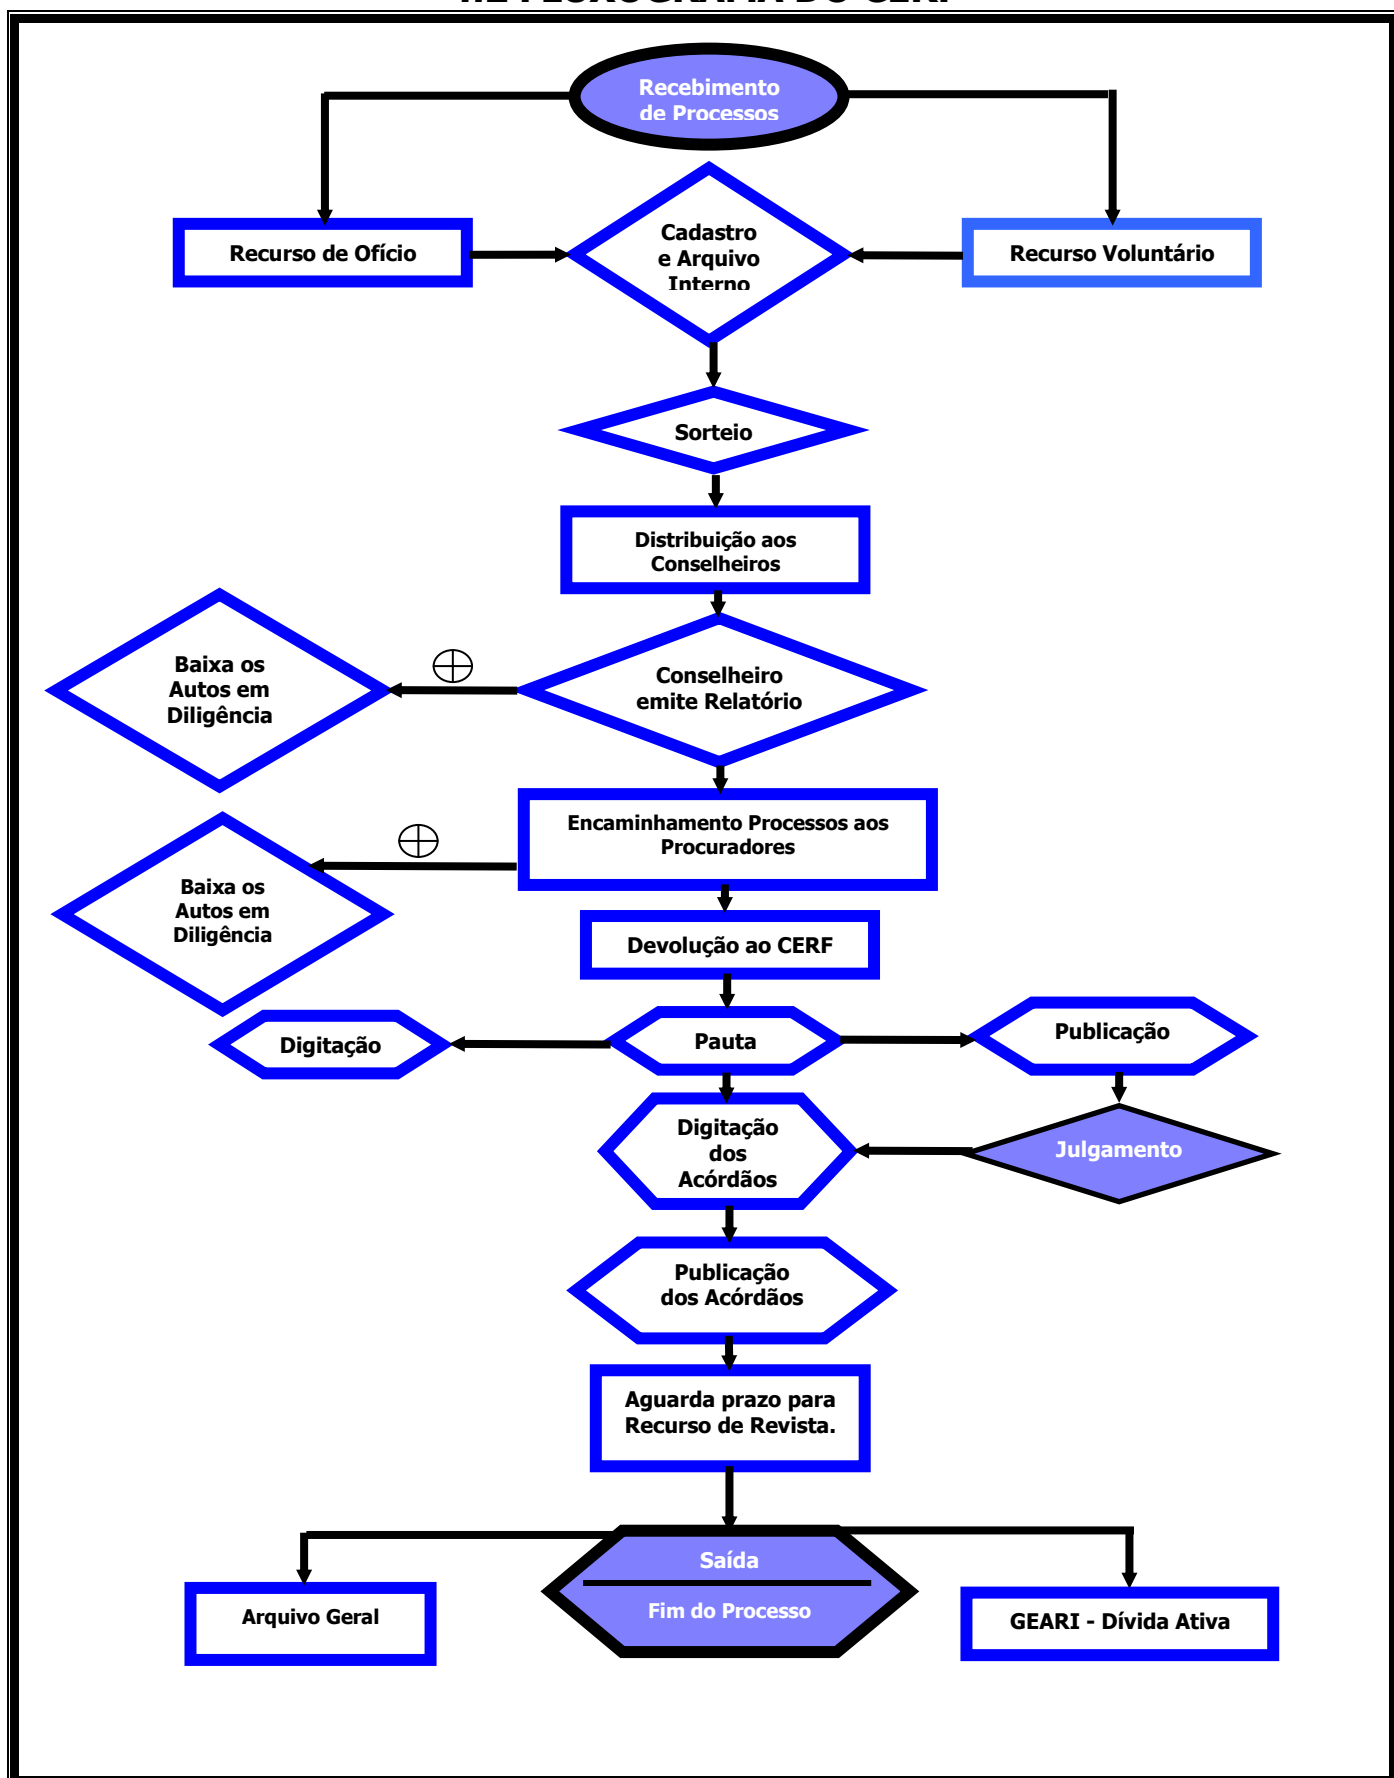 Recebimento
de Processos
Recurso de Ofício
Cadastro
e Arquivo
Interno
Recurso Voluntário
Sorteio
Distribuição aos
Conselheiros
Baixa os
Autos em
Diligência
Conselheiro
emite Relatório
Encaminhamento Processos aos
Procuradores
Baixa os
Autos em
Diligência
Devolução ao CERF
Digitação
Pauta
Publicação
Digitação
dos
Acórdãos
Julgamento
Publicação
dos Acórdãos
Aguarda prazo para
Recurso de Revista.
Saída
Fim do Processo
Arquivo Geral
GEARI - Dívida Ativa